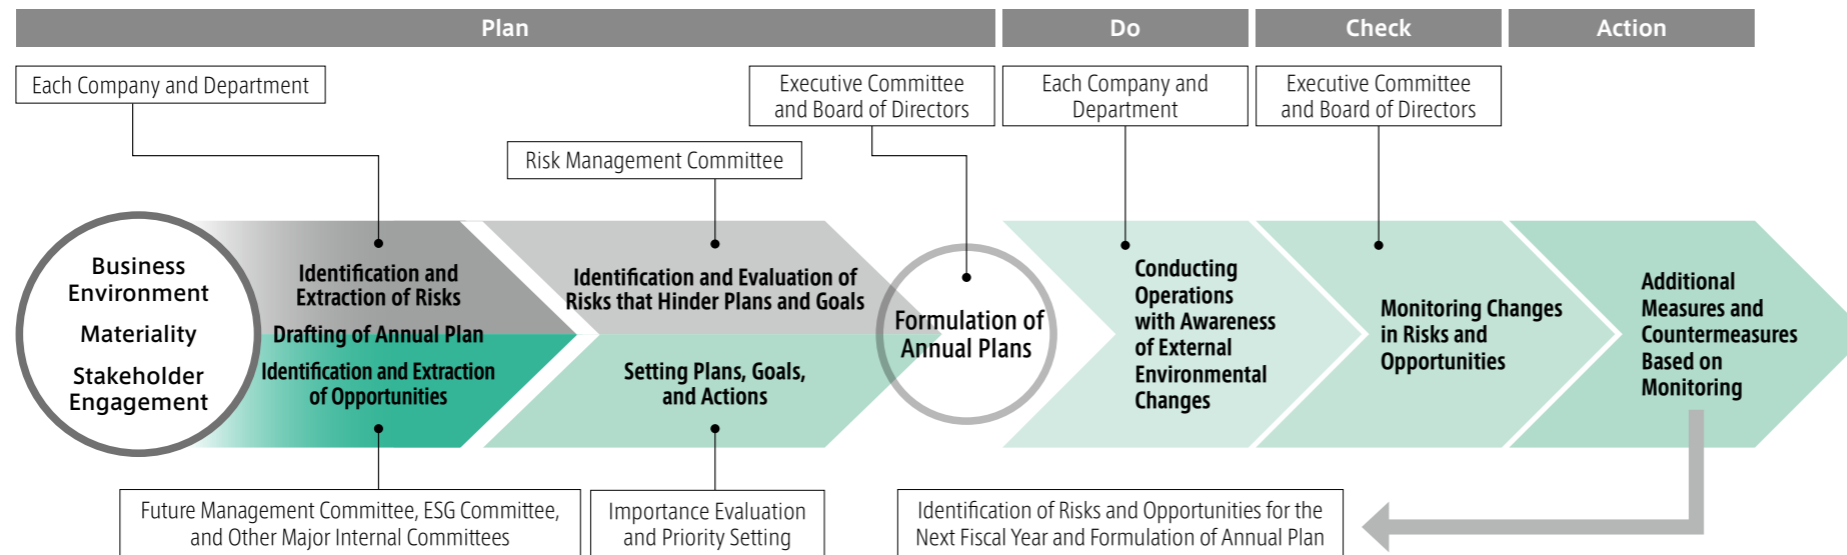 Plan
Do
Check
Action
Each Company and Department
Risk Management Committee
Executive Committee
and Board of Directors
Each Company and
Department
Executive Committee
and Board of Directors
Business
Environment
Materiality
Stakeholder
Engagement
Identification and
Extraction of Risks
Drafting of Annual Plan
Identification and Extraction
of Opportunities
Identification and Evaluation of
Risks that Hinder Plans and Goals
Setting Plans, Goals,
and Actions
Formulation of
Annual Plans
Conducting
Operations
with Awareness
of External
Environmental
Changes
Monitoring Changes
in Risks and
Opportunities
Additional
Measures and
Countermeasures
Based on
Monitoring
Future Management Committee, ESG Committee,
and Other Major Internal Committees
Importance Evaluation
and Priority Setting
Identification of Risks and Opportunities for the
Next Fiscal Year and Formulation of Annual Plan